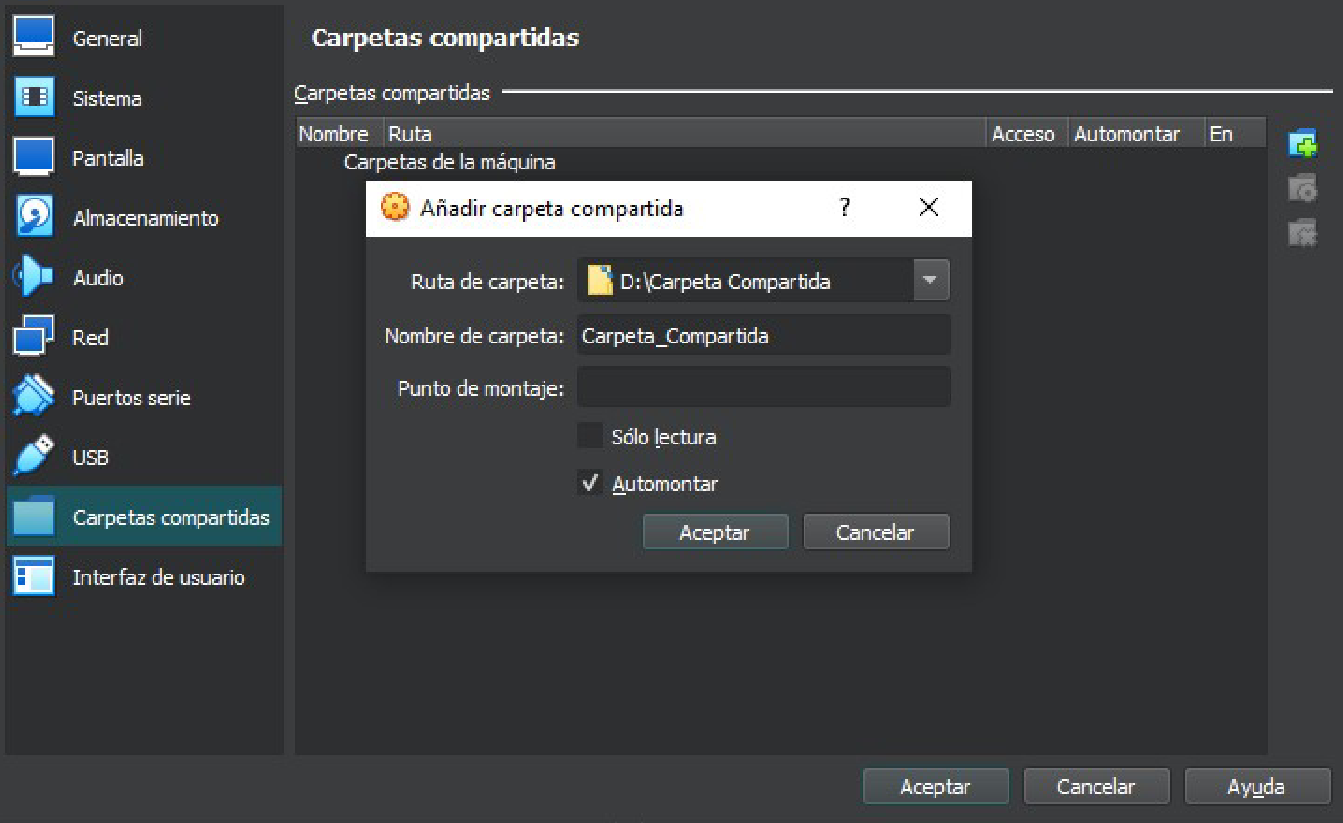 General
Sistema
Pantalla
Almacenamiento
Audio
Red
Puertos serie
USB
Carpetas compartidas
Interfaz de usuario
Carpetas compartidas
Carpetas compartidas
Nombre Ruta Acceso Automontar En
Carpetas de la máquina
Añadir carpeta compartida ?
Ruta de carpeta: D:\Carpeta Compartida
Nombre de carpeta: Carpeta_Compartida
Punto de montaje:
Sólo lectura
Automontar
Aceptar Cancelar
Aceptar Cancelar Ayuda